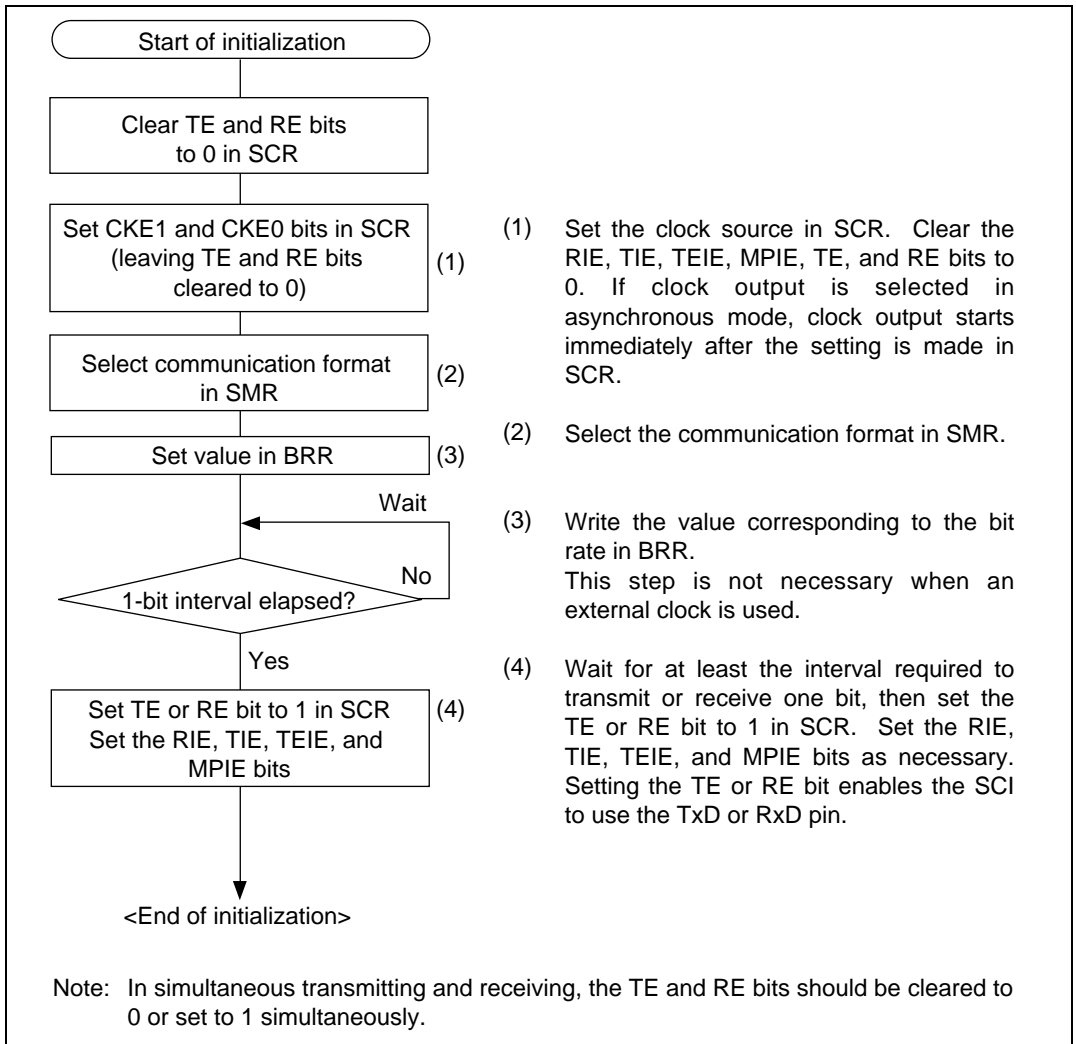 Start of initialization
Clear TE and RE bits
to 0 in SCR
Set CKE1 and CKE0 bits in SCR
(leaving TE and RE bits
cleared to 0)
(1)
Select communication format
in SMR
(2)
Set value in BRR
(3)
Wait
No
1-bit interval elapsed?
Yes
Set TE or RE bit to 1 in SCR
Set the RIE, TIE, TEIE, and
MPIE bits
(4)
<End of initialization>
(1) Set the clock source in SCR. Clear the
RIE, TIE, TEIE, MPIE, TE, and RE bits to
0. If clock output is selected in
asynchronous mode, clock output starts
immediately after the setting is made in
SCR.
(2) Select the communication format in SMR.
(3) Write the value corresponding to the bit
rate in BRR.
This step is not necessary when an
external clock is used.
(4) Wait for at least the interval required to
transmit or receive one bit, then set the
TE or RE bit to 1 in SCR. Set the RIE,
TIE, TEIE, and MPIE bits as necessary.
Setting the TE or RE bit enables the SCI
to use the TxD or RxD pin.
Note: In simultaneous transmitting and receiving, the TE and RE bits should be cleared to
0 or set to 1 simultaneously.